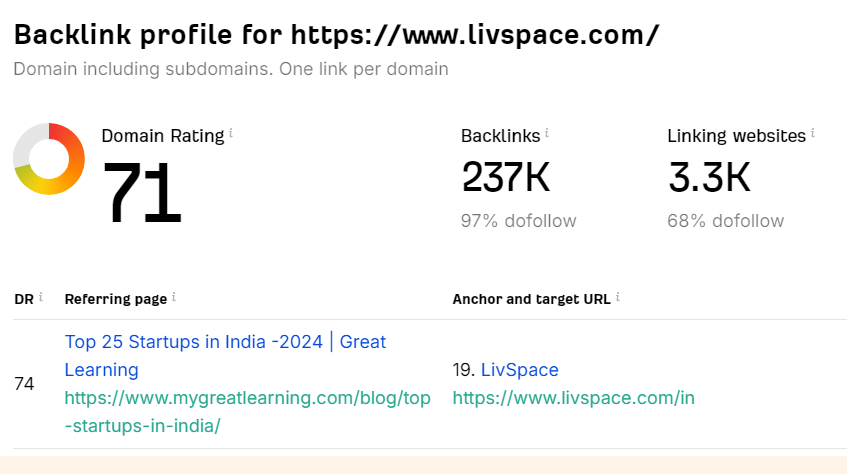 Backlink profile for https://www.livspace.com/
Domain including subdomains. One link per domain
Domain Rating i
71
Backlinks i
237K
97% dofollow
Linking websites i
3.3K
68% dofollow
DR i
Referring page i
Anchor and target URL i
74
Top 25 Startups in India -2024 | Great
Learning
https://www.mygreatlearning.com/blog/top
-startups-in-india/
19. LivSpace
https://www.livspace.com/in